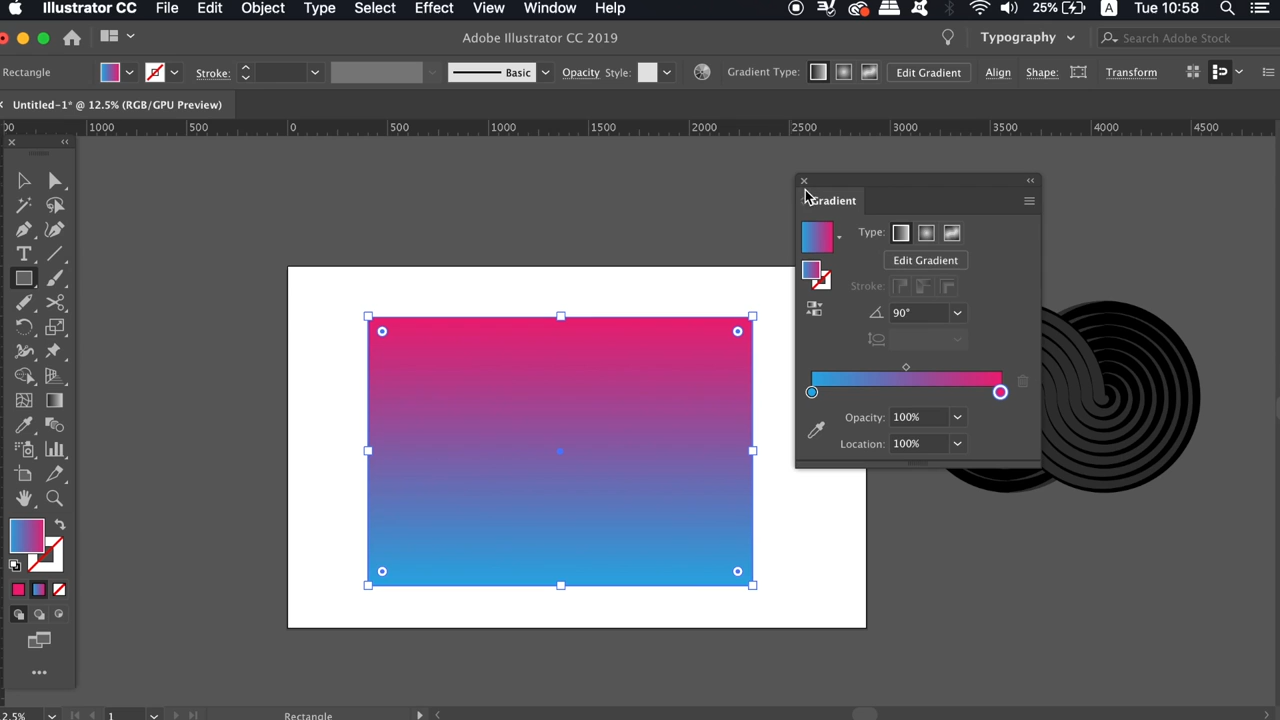 Illustrator CC File Edit Object Type Select Effect View Window Help 25% A Tue 10:58
Adobe Illustrator CC 2019 Typography Search Adobe Stock
Rectangle Stroke: Basic Opacity Style: Gradient Type: Edit Gradient Align Shape: Transform
Untitled-1* @ 12.5% (RGB/GPU Preview)
00 1000 500 0 500 1000 1500 2000 2500 3000 3500 4000 4500
Gradient
Type:
Edit Gradient
Stroke:
90°
Opacity: 100%
Location: 100%
2.5% 1 Rectangle